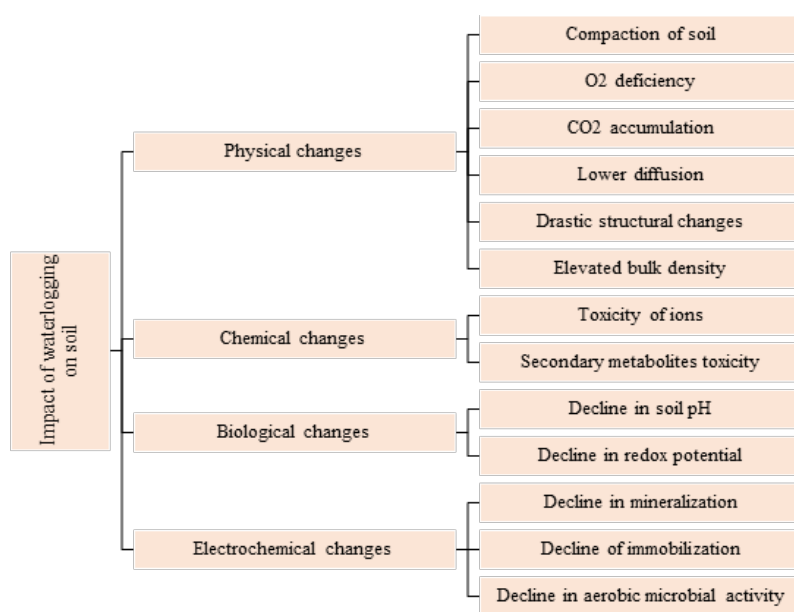 Impact of waterlogging
on soil
Physical changes
Compaction of soil
O2 deficiency
CO2 accumulation
Lower diffusion
Drastic structural changes
Elevated bulk density
Chemical changes
Toxicity of ions
Secondary metabolites toxicity
Biological changes
Decline in soil pH
Decline in redox potential
Electrochemical changes
Decline in mineralization
Decline of immobilization
Decline in aerobic microbial activity